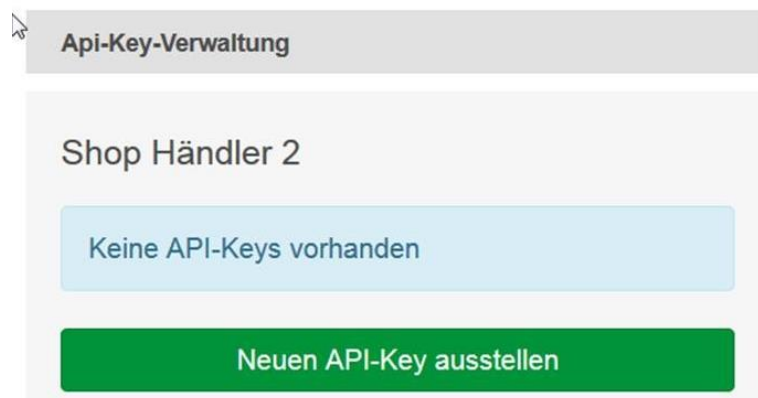 Api-Key-Verwaltung
Shop Händler 2
Keine API-Keys vorhanden
Neuen API-Key ausstellen